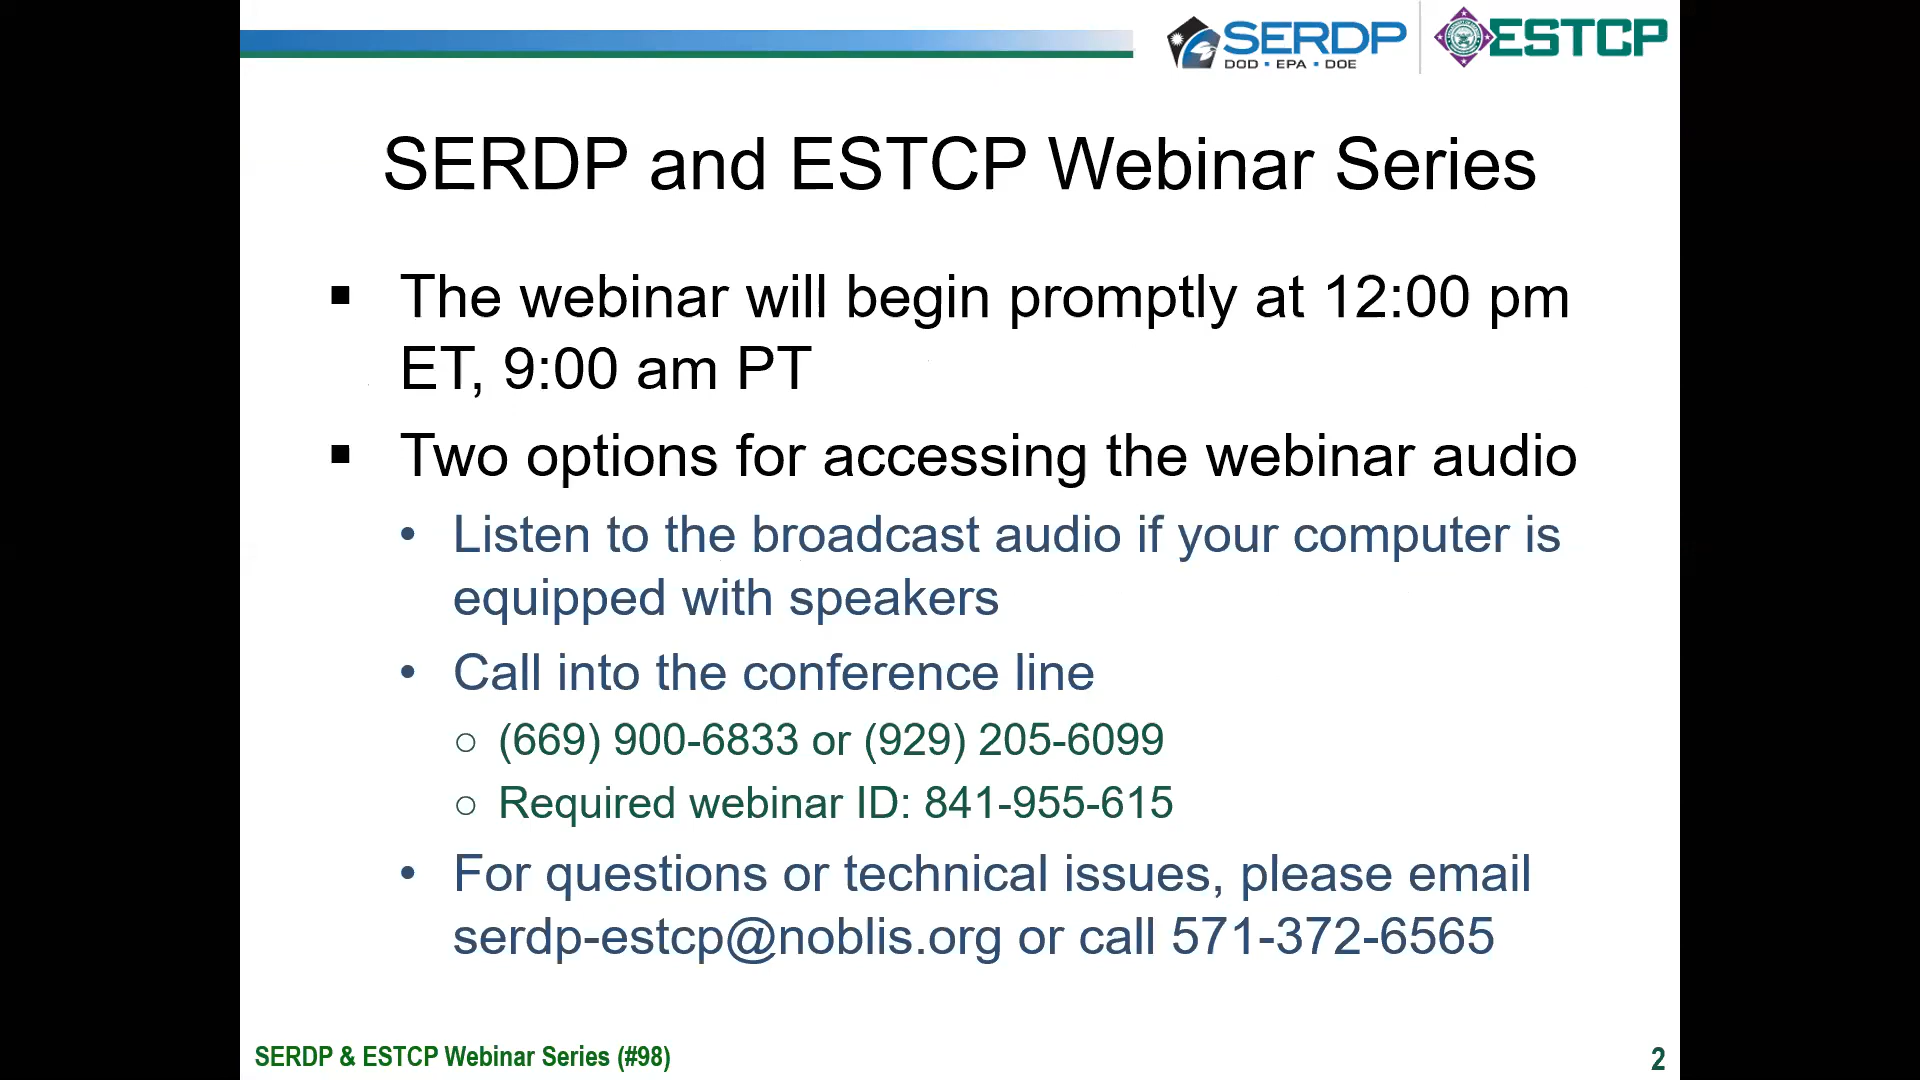 SERDP
DOD • EPA • DOE
ESTCP
SERDP and ESTCP Webinar Series
▪ The webinar will begin promptly at 12:00 pm
ET, 9:00 am PT
▪ Two options for accessing the webinar audio
• Listen to the broadcast audio if your computer is
equipped with speakers
• Call into the conference line
○ (669) 900-6833 or (929) 205-6099
○ Required webinar ID: 841-955-615
• For questions or technical issues, please email
serdp-estcp@noblis.org or call 571-372-6565
SERDP & ESTCP Webinar Series (#98)
2